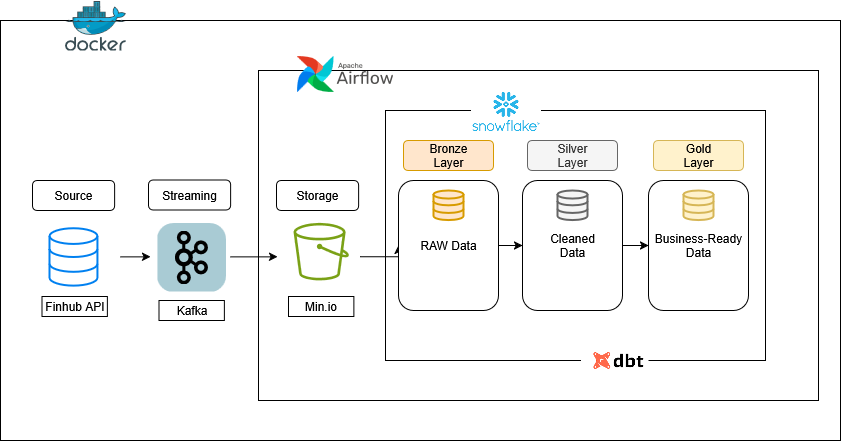 docker
Apache
Airflow
snowflake
Bronze
Layer
Silver
Layer
Gold
Layer
Source
Streaming
Storage
RAW Data
Cleaned
Data
Business-Ready
Data
Finhub API
Kafka
Min.io
dbt